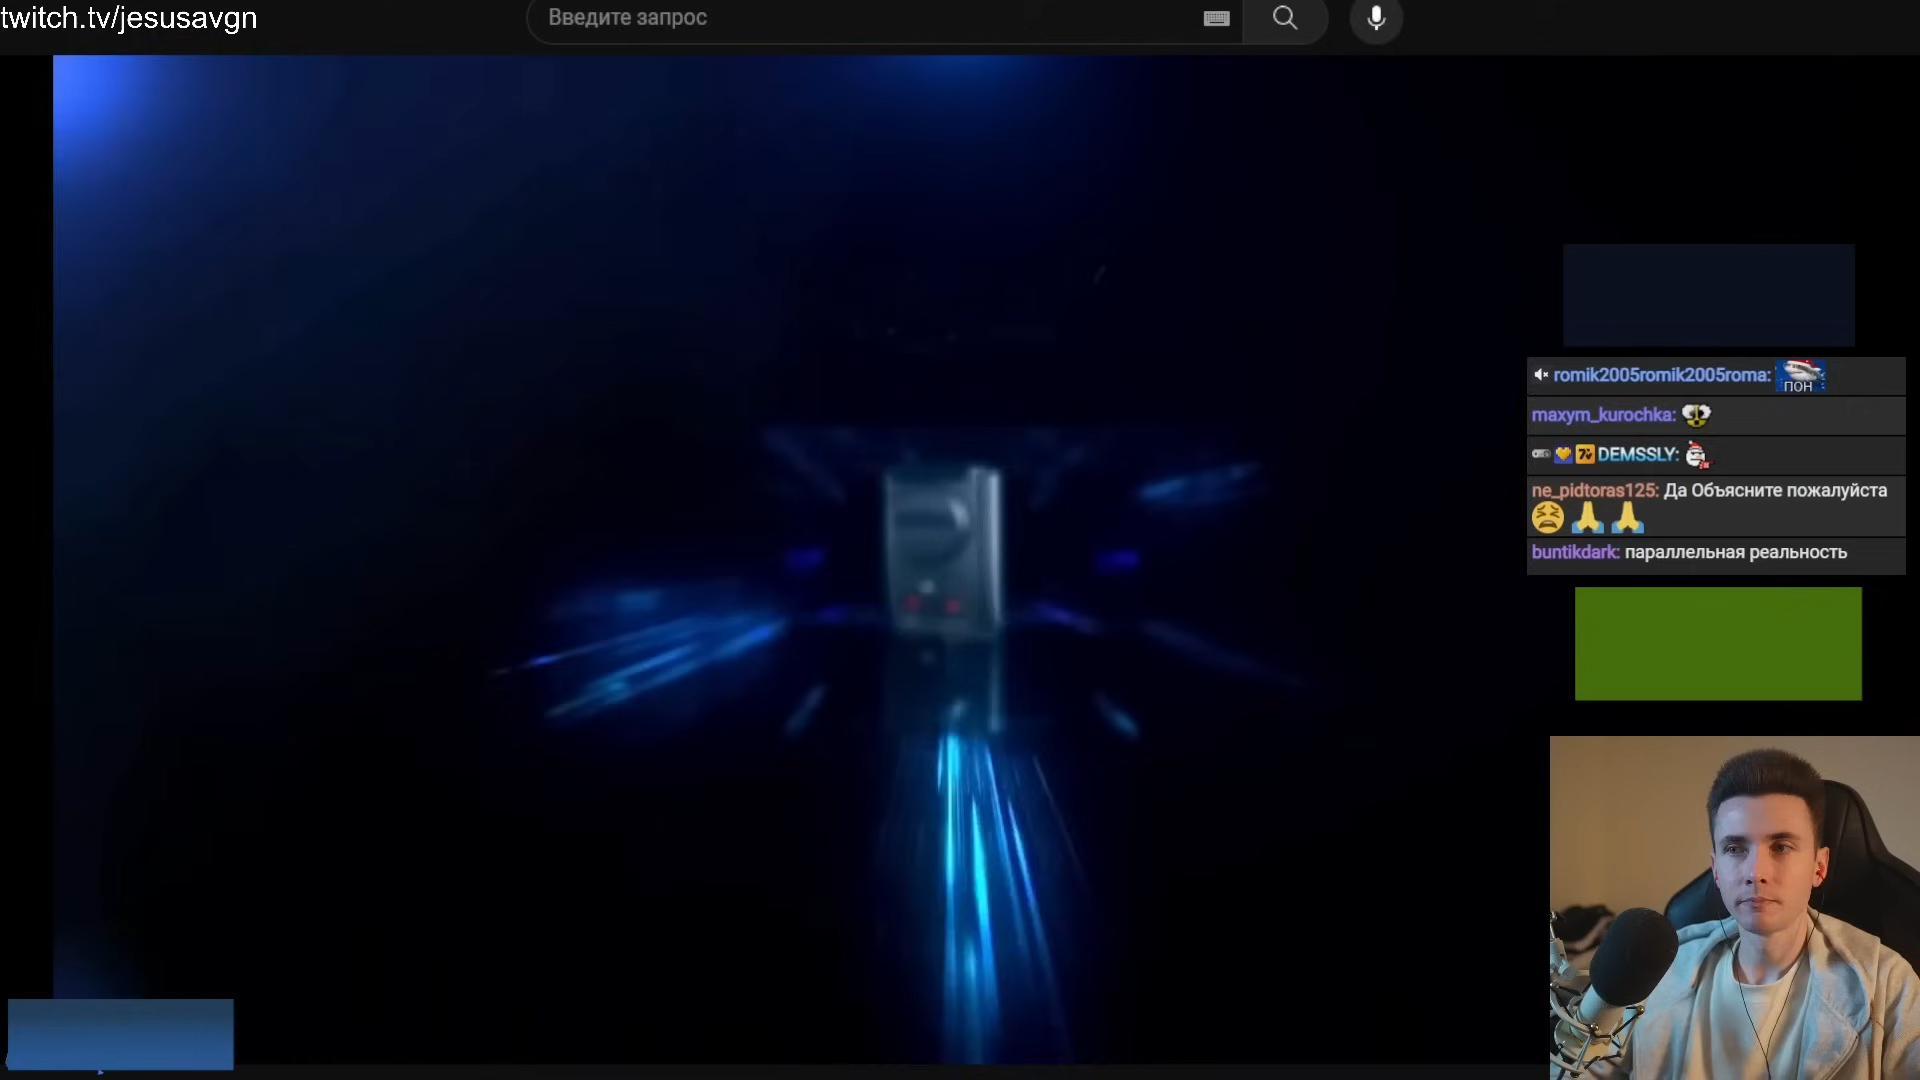 twitch.tv/jesusavgn
Введите запрос
romik2005romik2005roma: ПОН
maxym_kurochka:
DEMSSLY:
ne_pidtoras125: Да Объясните пожалуйста
buntikdark: параллельная реальность